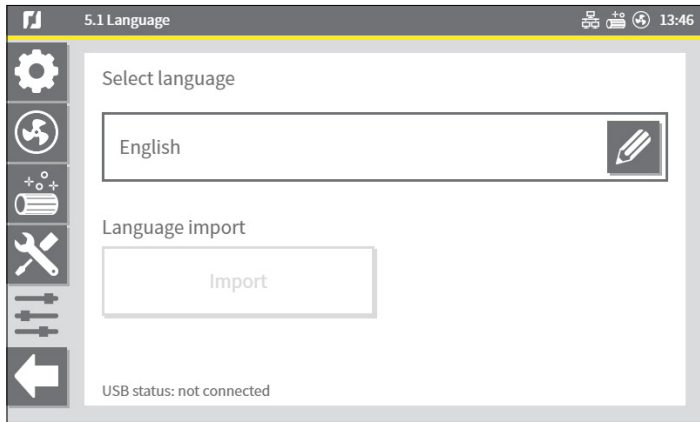 5.1 Language
13:46
Select language
English
Language import
Import
USB status: not connected